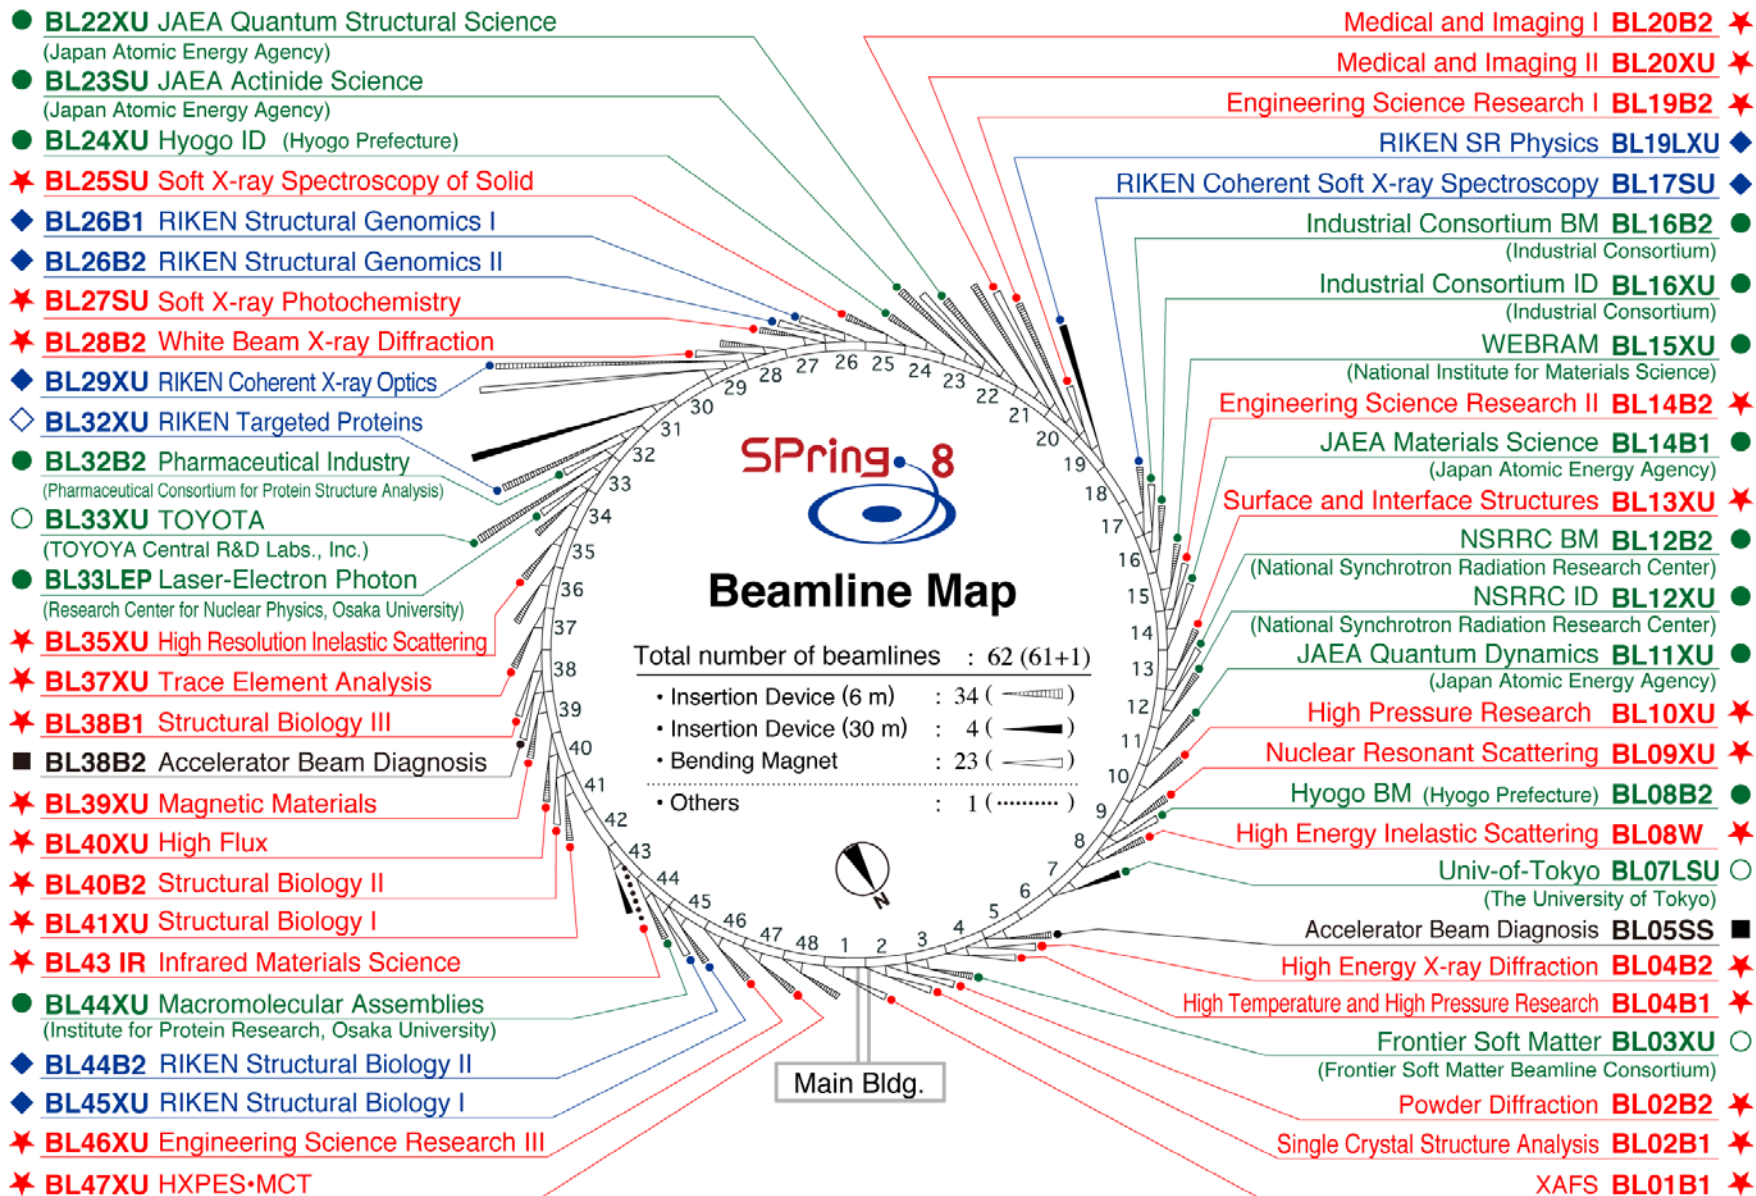 BL22XU JAEA Quantum Structural Science
(Japan Atomic Energy Agency)
BL23SU JAEA Actinide Science
(Japan Atomic Energy Agency)
BL24XU Hyogo ID (Hyogo Prefecture)
BL25SU Soft X-ray Spectroscopy of Solid
BL26B1 RIKEN Structural Genomics I
BL26B2 RIKEN Structural Genomics II
BL27SU Soft X-ray Photochemistry
BL28B2 White Beam X-ray Diffraction
BL29XU RIKEN Coherent X-ray Optics
BL32XU RIKEN Targeted Proteins
BL32B2 Pharmaceutical Industry
(Pharmaceutical Consortium for Protein Structure Analysis)
BL33XU TOYOTA
(TOYOYA Central R&D Labs., Inc.)
BL33LEP Laser-Electron Photon
(Research Center for Nuclear Physics, Osaka University)
BL35XU High Resolution Inelastic Scattering
BL37XU Trace Element Analysis
BL38B1 Structural Biology III
BL38B2 Accelerator Beam Diagnosis
BL39XU Magnetic Materials
BL40XU High Flux
BL40B2 Structural Biology II
BL41XU Structural Biology I
BL43 IR Infrared Materials Science
BL44XU Macromolecular Assemblies
(Institute for Protein Research, Osaka University)
BL44B2 RIKEN Structural Biology II
BL45XU RIKEN Structural Biology I
BL46XU Engineering Science Research III
BL47XU HXPES•MCT
Medical and Imaging I BL20B2
Medical and Imaging II BL20XU
Engineering Science Research I BL19B2
RIKEN SR Physics BL19LXU
RIKEN Coherent Soft X-ray Spectroscopy BL17SU
Industrial Consortium BM BL16B2
(Industrial Consortium)
Industrial Consortium ID BL16XU
(Industrial Consortium)
WEBRAM BL15XU
(National Institute for Materials Science)
Engineering Science Research II BL14B2
JAEA Materials Science BL14B1
(Japan Atomic Energy Agency)
Surface and Interface Structures BL13XU
NSRRC BM BL12B2
(National Synchrotron Radiation Research Center)
NSRRC ID BL12XU
(National Synchrotron Radiation Research Center)
JAEA Quantum Dynamics BL11XU
(Japan Atomic Energy Agency)
High Pressure Research BL10XU
Nuclear Resonant Scattering BL09XU
Hyogo BM (Hyogo Prefecture) BL08B2
High Energy Inelastic Scattering BL08W
Univ-of-Tokyo BL07LSU
(The University of Tokyo)
Accelerator Beam Diagnosis BL05SS
High Energy X-ray Diffraction BL04B2
High Temperature and High Pressure Research BL04B1
Frontier Soft Matter BL03XU
(Frontier Soft Matter Beamline Consortium)
Powder Diffraction BL02B2
Single Crystal Structure Analysis BL02B1
XAFS BL01B1
SPring 8
Beamline Map
Total number of beamlines : 62 (61+1)
• Insertion Device (6 m) : 34 ( )
• Insertion Device (30 m) : 4 ( )
• Bending Magnet : 23 ( )
• Others : 1 ( .......... )
N
1
2
3
4
5
6
7
8
9
10
11
12
13
14
15
16
17
18
19
20
21
22
23
24
25
26
27
28
29
30
31
32
33
34
35
36
37
38
39
40
41
42
43
44
45
46
47
48
Main Bldg.